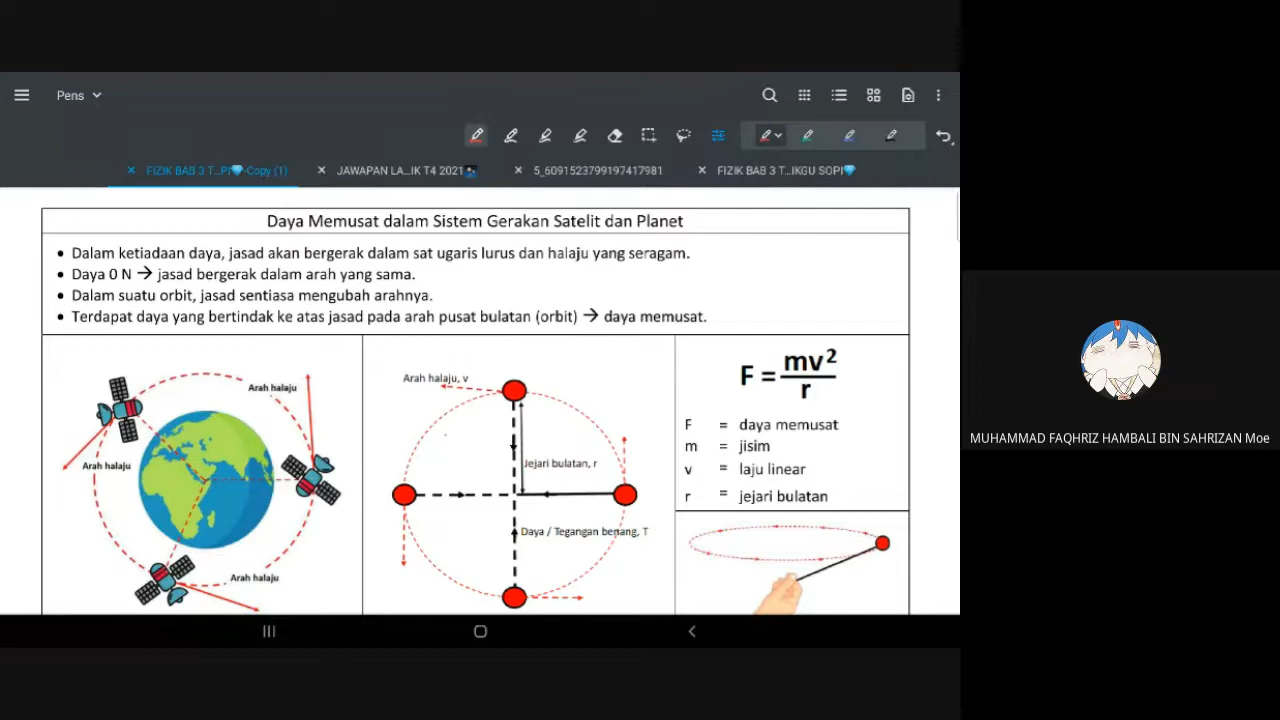 Pens
FIZIK BAB 3 T...PI💎-Copy (1)
JAWAPAN LA...IK T4 2021
5_6091523799197417981
FIZIK BAB 3 T...IKGU SOPI💎
Daya Memusat dalam Sistem Gerakan Satelit dan Planet
• Dalam ketiadaan daya, jasad akan bergerak dalam sat ugaris lurus dan halaju yang seragam.
• Daya 0 N → jasad bergerak dalam arah yang sama.
• Dalam suatu orbit, jasad sentiasa mengubah arahnya.
• Terdapat daya yang bertindak ke atas jasad pada arah pusat bulatan (orbit) → daya memusat.
Arah halaju
Arah halaju
Arah halaju
Arah halaju, v
Jejari bulatan, r
Daya / Tegangan benang, T
F = mv²/r
F = daya memusat
m = jisim
v = laju linear
r = jejari bulatan
MUHAMMAD FAQHRIZ HAMBALI BIN SAHRIZAN Moe